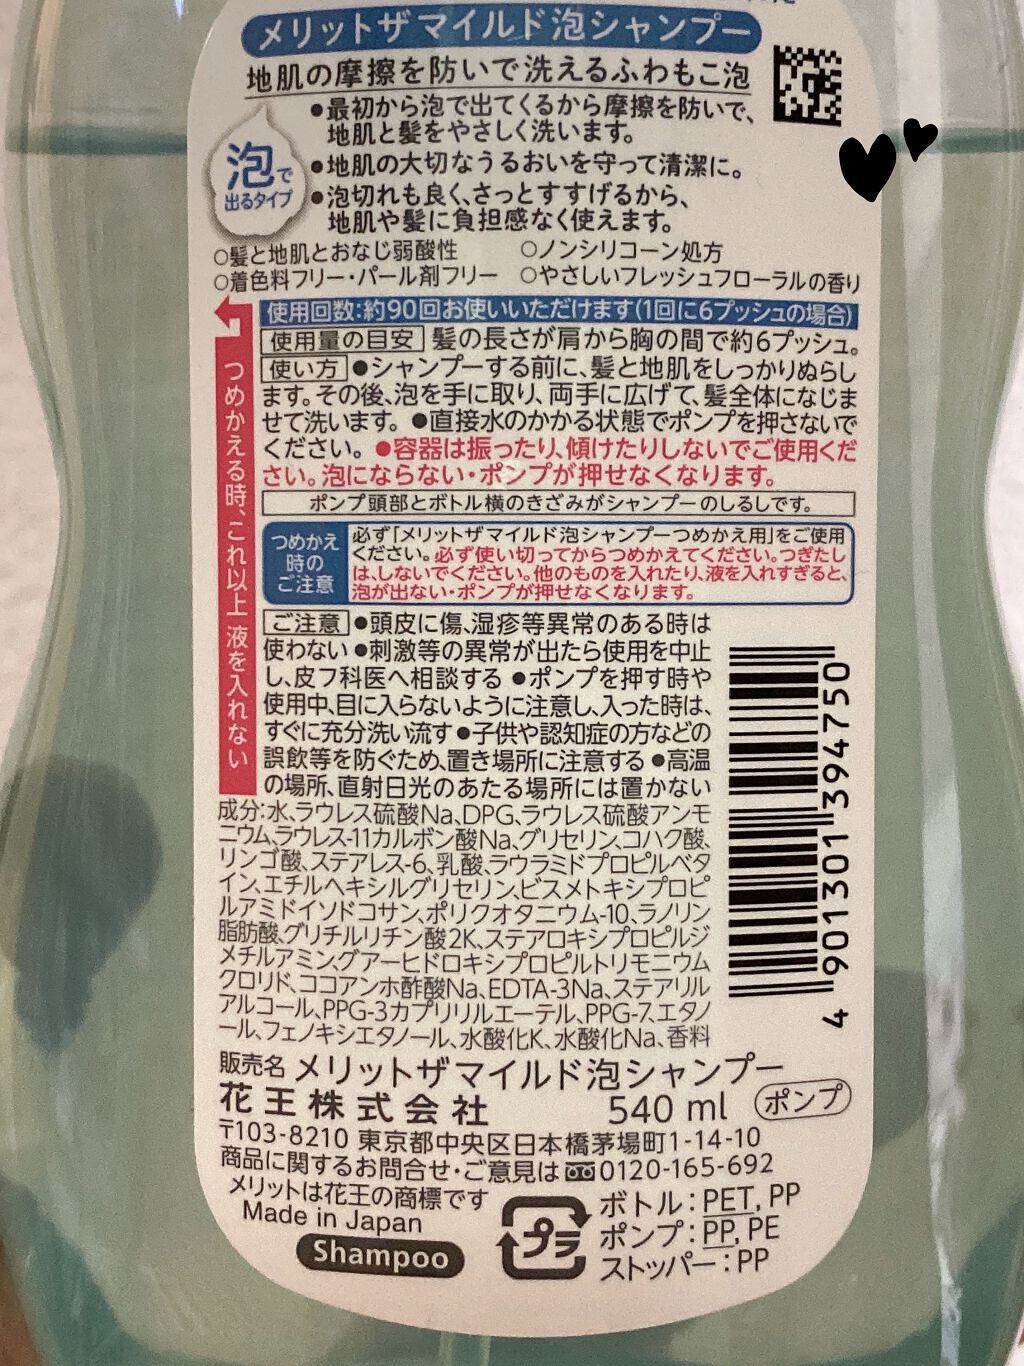 メリットザマイルド泡シャンプー
地肌の摩擦を防いで洗えるふわもこ泡
泡で
出るタイプ
●最初から泡で出てくるから摩擦を防いで、
地肌と髪をやさしく洗います。
●地肌の大切なうるおいを守って清潔に。
●泡切れも良く、さっとすすげるから、
地肌や髪に負担感なく使えます。
○髪と地肌とおなじ弱酸性 ○ノンシリコーン処方
○着色料フリー・パール剤フリー ○やさしいフレッシュフローラルの香り
使用回数:約90回お使いいただけます(1回に6プッシュの場合)
使用量の目安 髪の長さが肩から胸の間で約6プッシュ。
使い方 ●シャンプーする前に、髪と地肌をしっかりぬらし
ます。その後、泡を手に取り、両手に広げて、髪全体になじま
せて洗います。 ●直接水のかかる状態でポンプを押さないで
ください。 ●容器は振ったり、傾けたりしないでご使用くだ
さい。泡にならない・ポンプが押せなくなります。
ポンプ頭部とボトル横のきざみがシャンプーのしるしです。
つめかえる時、これ以上 液を入れない
つめかえ
時の
ご注意
必ず「メリットザマイルド泡シャンプーつめかえ用」をご使用
ください。必ず使い切ってからつめかえてください。つぎたし
は、しないでください。他のものを入れたり、液を入れすぎると、
泡が出ない・ポンプが押せなくなります。
ご注意 ●頭皮に傷、湿疹等異常のある時は
使わない ●刺激等の異常が出たら使用を中止
し、皮フ科医へ相談する ●ポンプを押す時や
使用中、目に入らないように注意し、入った時は、
すぐに充分洗い流す ●子供や認知症の方などの
誤飲等を防ぐため、置き場所に注意する ●高温
の場所、直射日光のあたる場所には置かない
成分:水、ラウレス硫酸Na、DPG、ラウレス硫酸アンモ
ニウム、ラウレス-11カルボン酸Na、グリセリン、コハク酸、
リンゴ酸、ステアレス-6、乳酸、ラウラミドプロピルベタ
イン、エチルヘキシルグリセリン、ビスメトキシプロピ
ルアミドイソドコサン、ポリクオタニウム-10、ラノリン
脂肪酸、グリチルリチン酸2K、ステアロキシプロピルジ
メチルアミン、グアーヒドロキシプロピルトリモニウム
クロリド、ココアンホ酢酸Na、EDTA-3Na、ステアリル
アルコール、PPG-3カプリリルエーテル、PPG-7、エタノ
ール、フェノキシエタノール、水酸化K、水酸化Na、香料
4 901301 394750
販売名 メリットザマイルド泡シャンプー
花王株式会社 540 ml ポンプ
〒103-8210 東京都中央区日本橋茅場町1-14-10
商品に関するお問合せ・ご意見は 0120-165-692
メリットは花王の商標です
Made in Japan
Shampoo
プラ
ボトル:PET, PP
ポンプ:PP, PE
ストッパー:PP